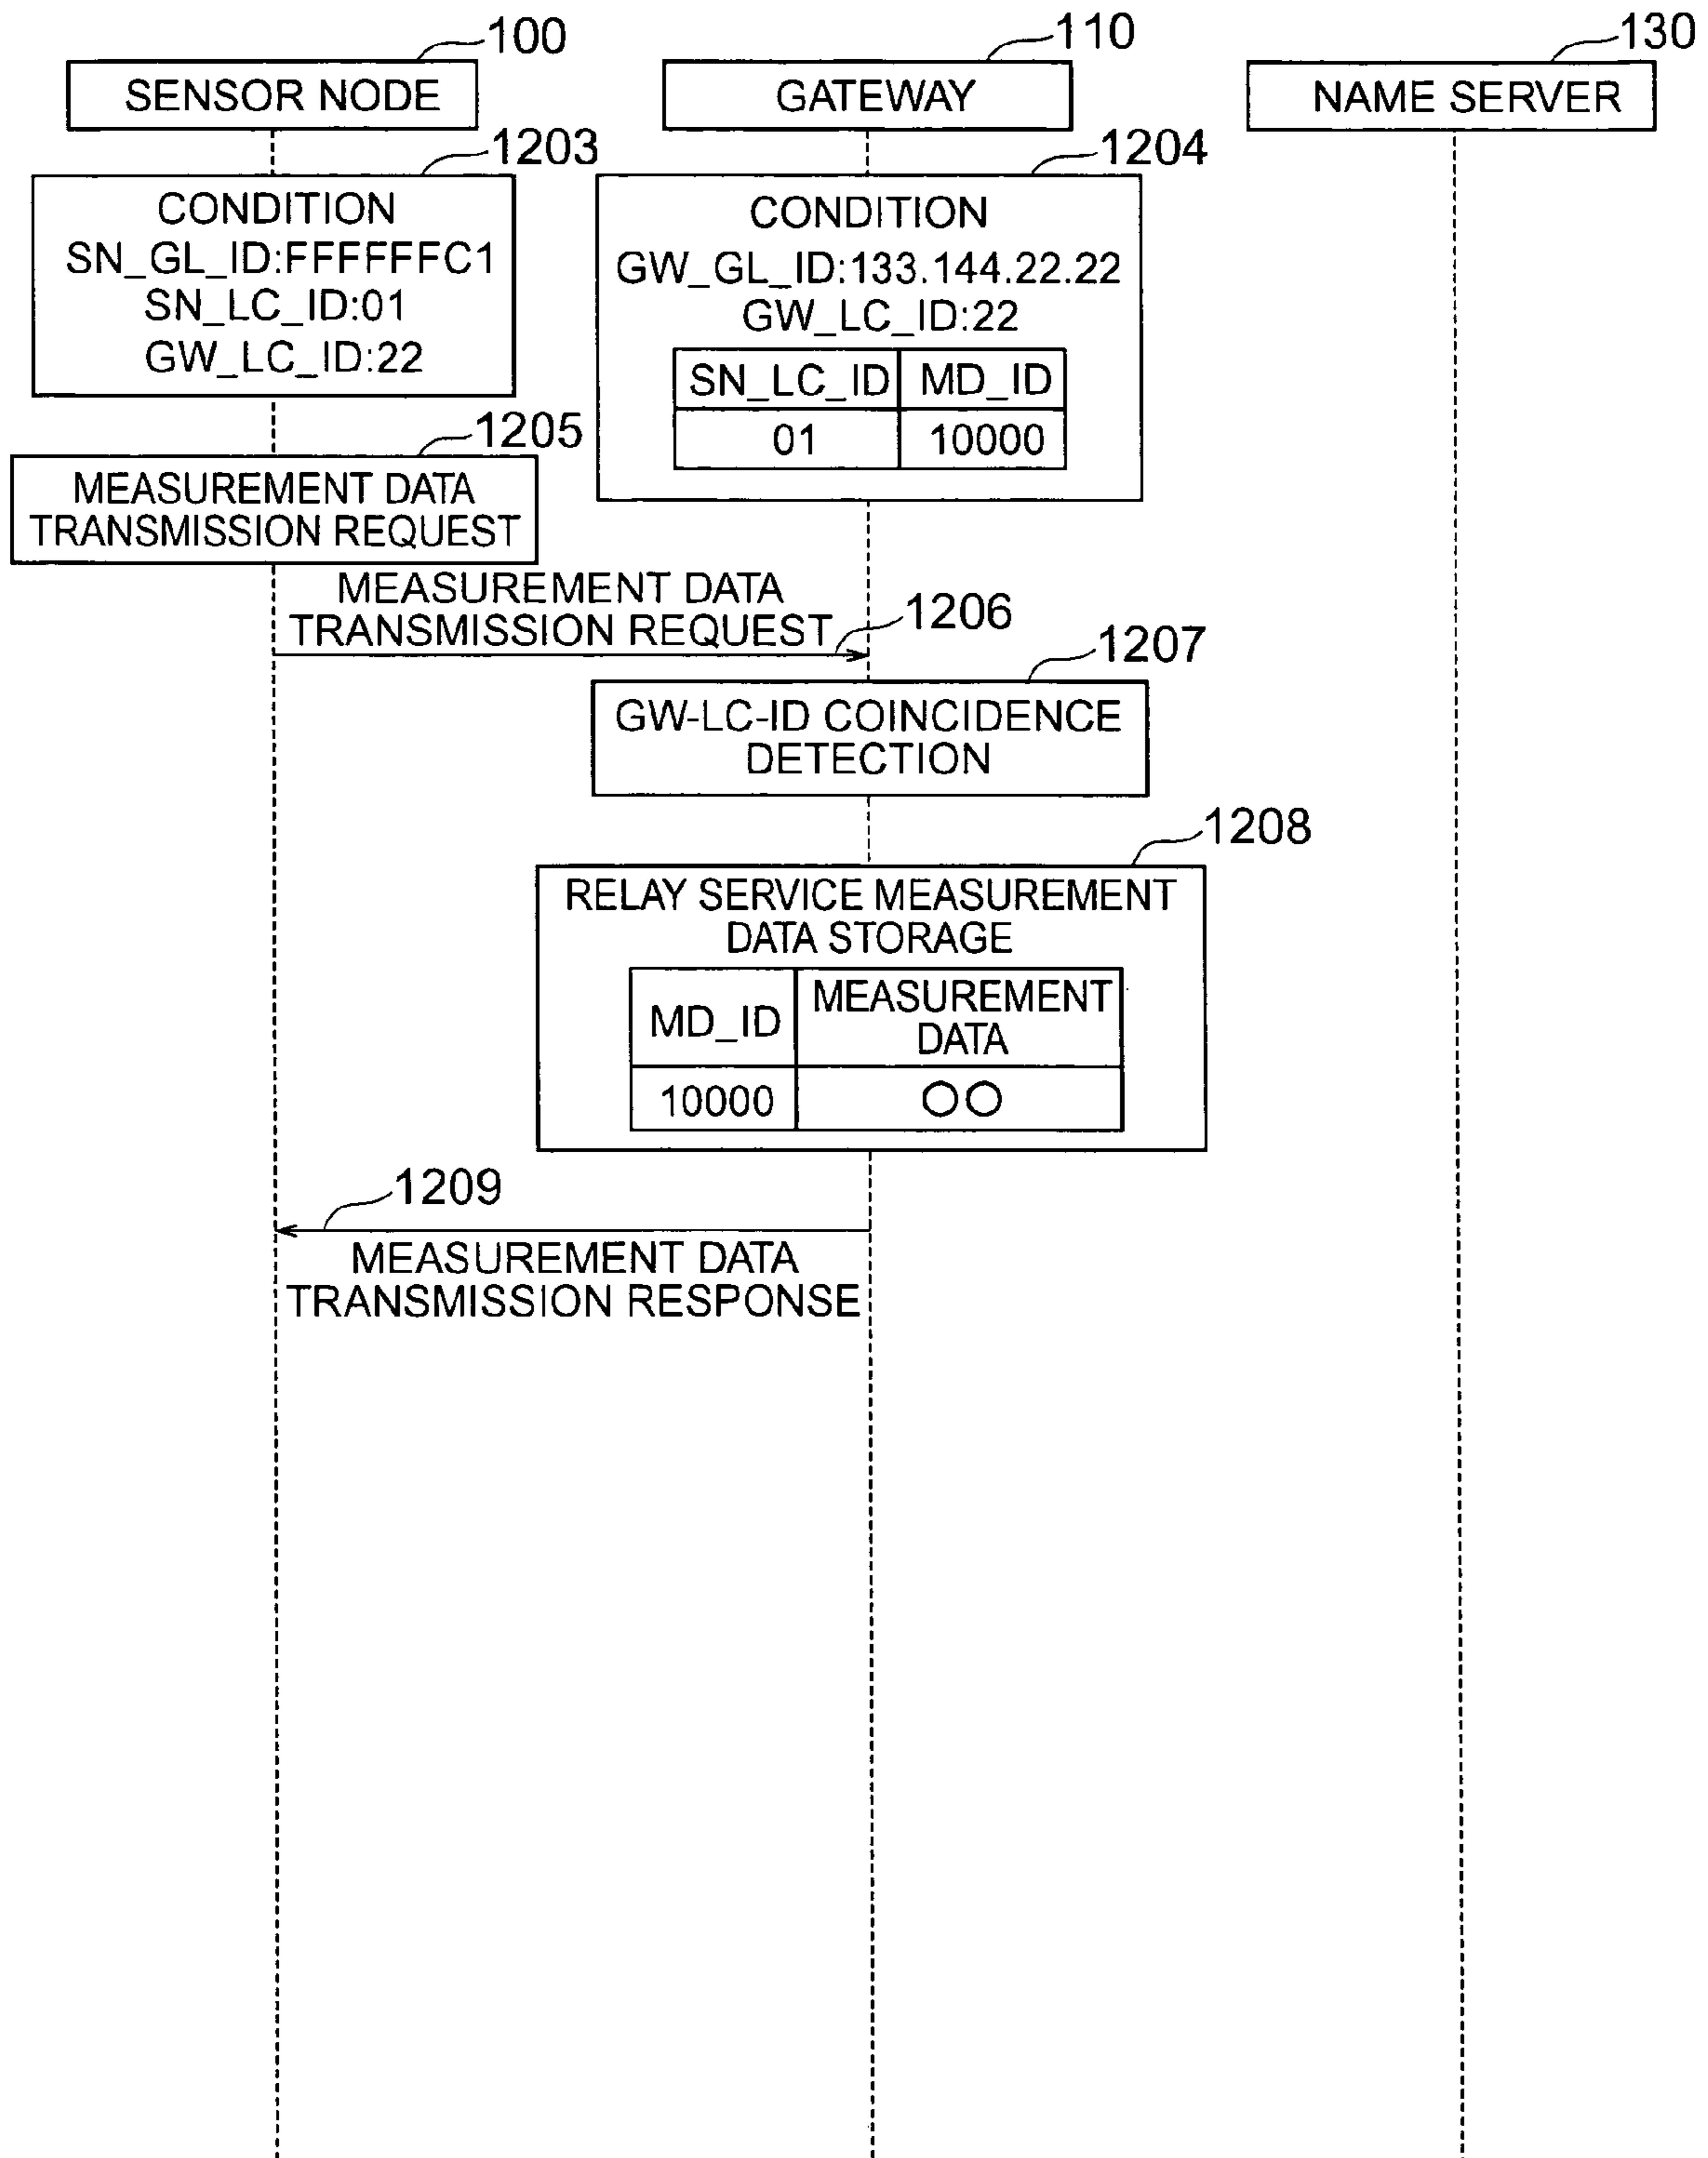 100
110
130
SENSOR NODE
GATEWAY
NAME SERVER
1203
1204
CONDITION
SN_GL_ID:FFFFFFC1
SN_LC_ID:01
GW_LC_ID:22
CONDITION
GW_GL_ID:133.144.22.22
GW_LC_ID:22
SN_LC_ID MD_ID
01 10000
1205
MEASUREMENT DATA
TRANSMISSION REQUEST
MEASUREMENT DATA
TRANSMISSION REQUEST
1206
1207
GW-LC-ID COINCIDENCE
DETECTION
1208
RELAY SERVICE MEASUREMENT
DATA STORAGE
MD_ID
MEASUREMENT
DATA
10000 ○○
1209
MEASUREMENT DATA
TRANSMISSION RESPONSE